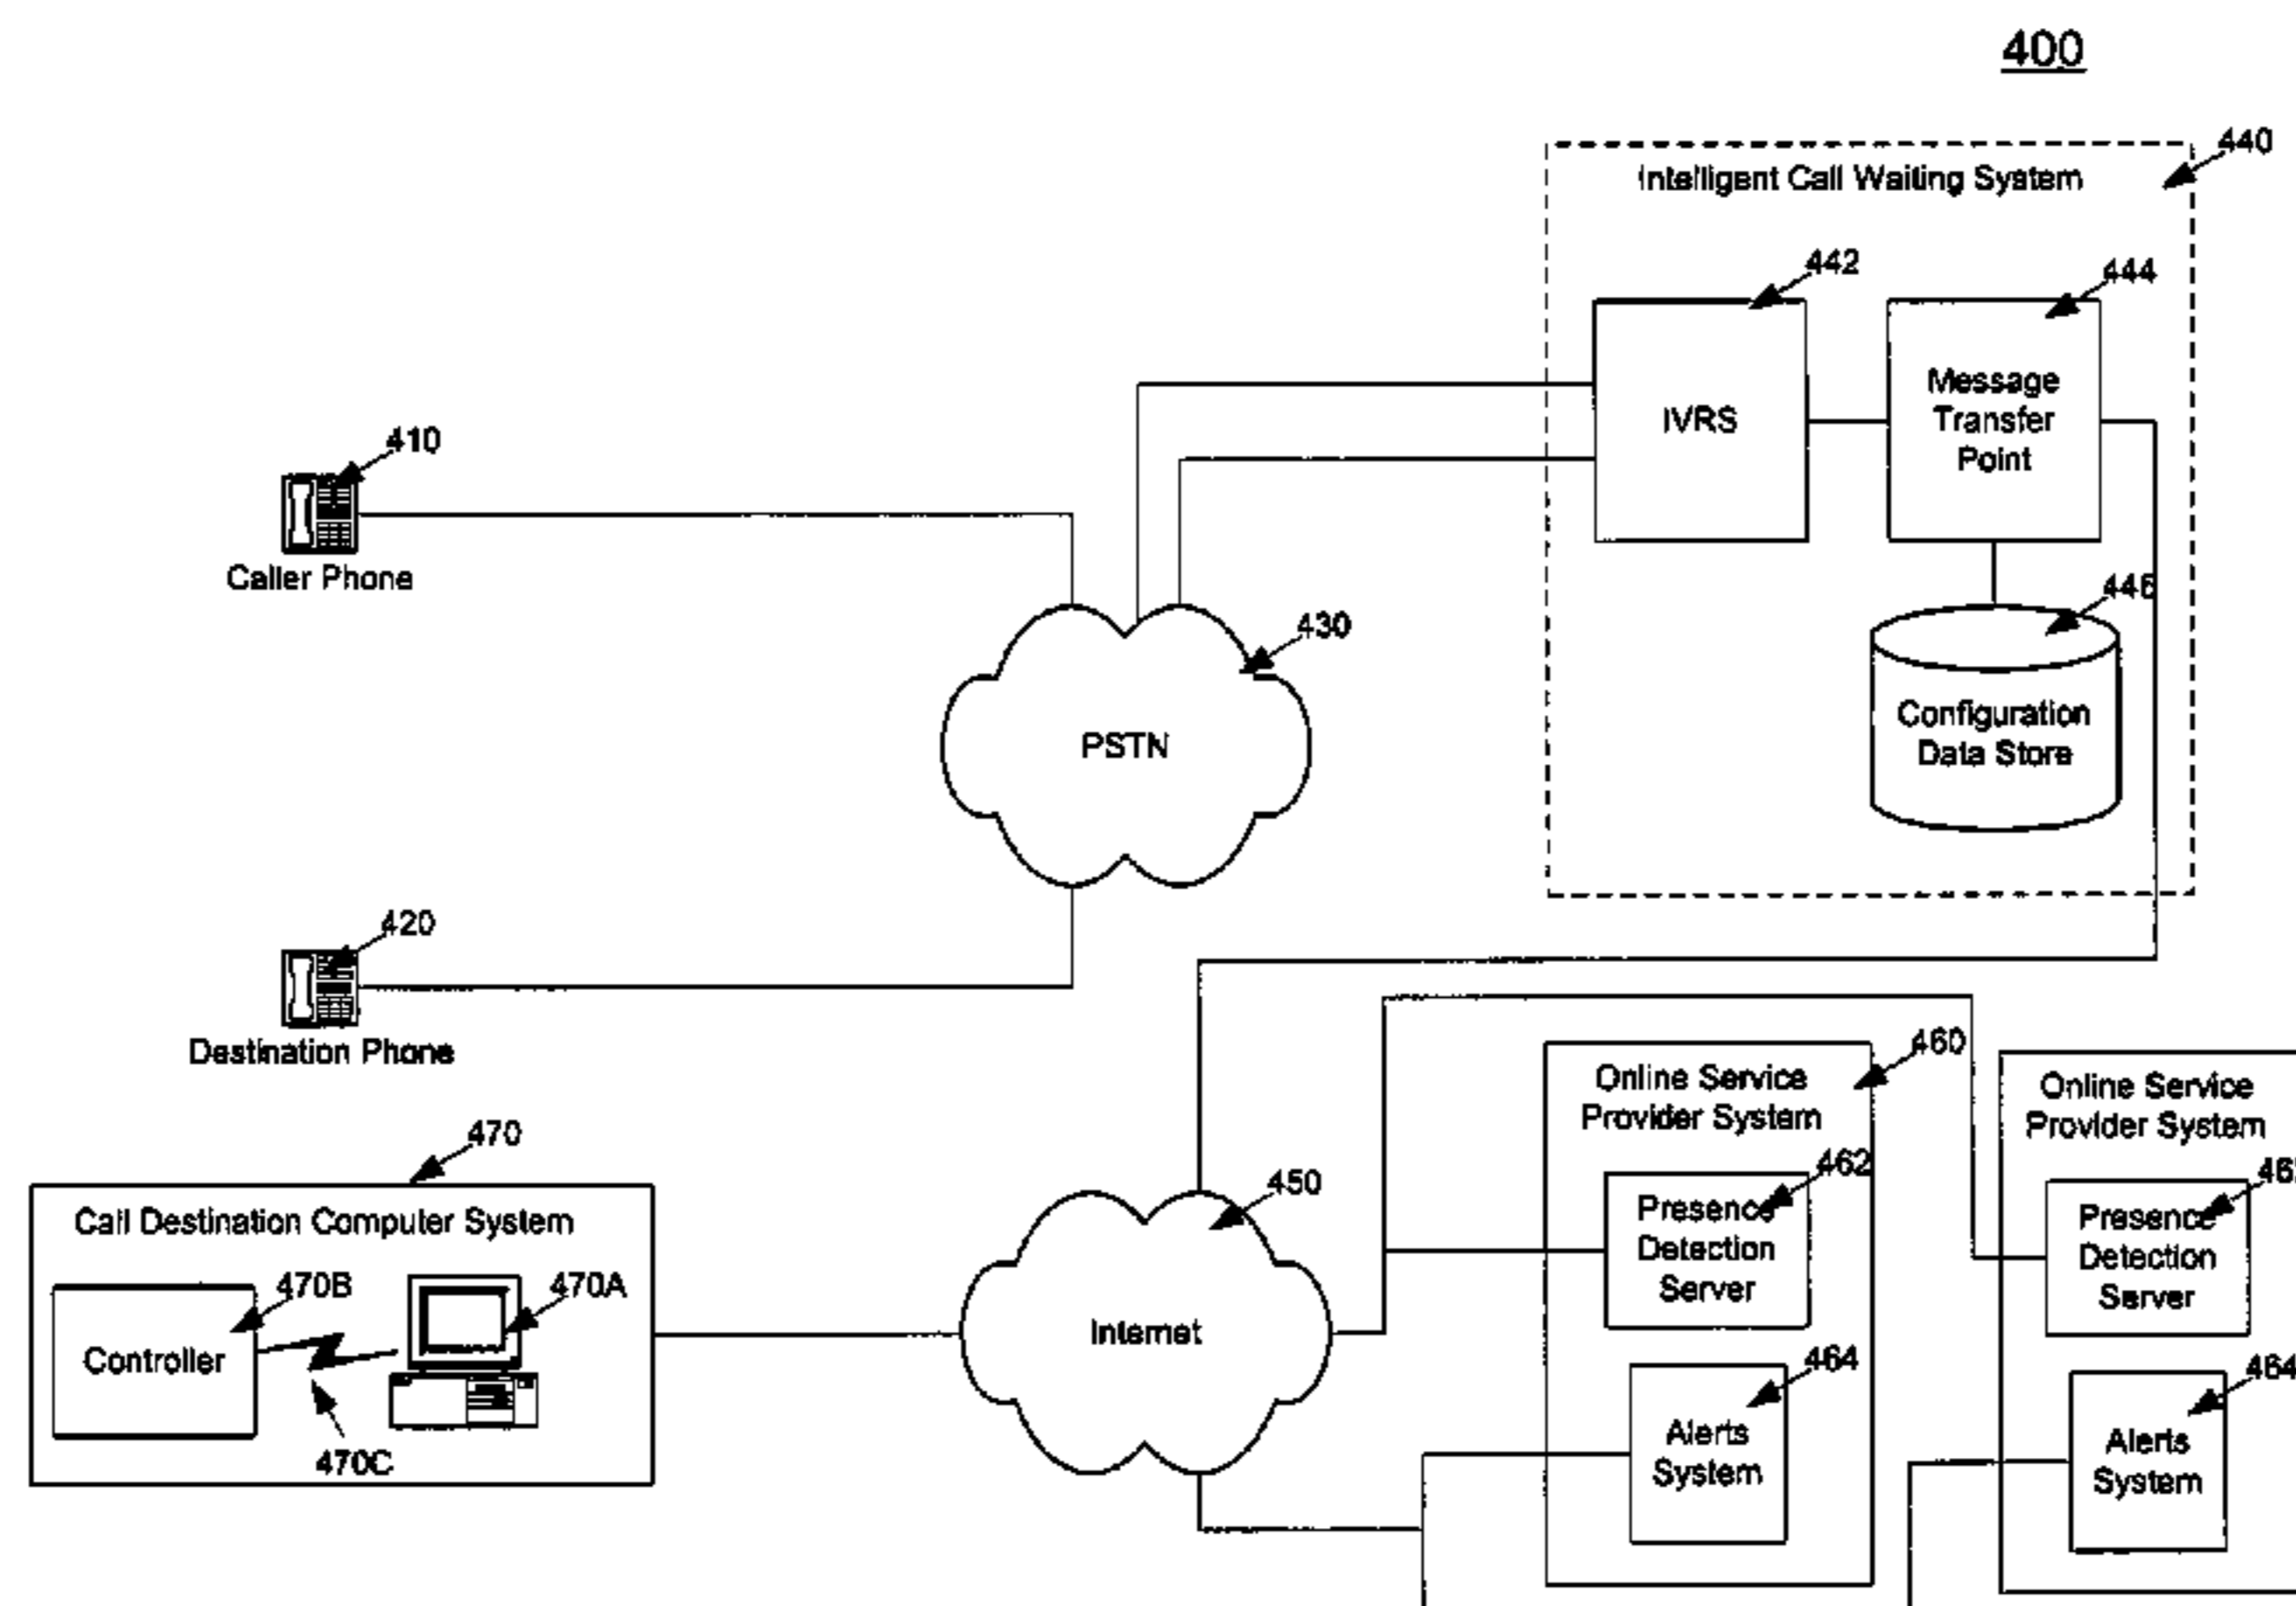 400
440
Intelligent Call Waiting System
442
444
IVRS
Message
Transfer
Point
410
Caller Phone
446
Configuration
Data Store
430
PSTN
420
Destination Phone
460
Online Service
Provider System
Online Service
Provider System
470
Call Destination Computer System
450
462
Presence
Detection
Server
Presence
Detection
Server
470B
470A
Controller
Internet
470C
464
Alerts
System
464
Alerts
System